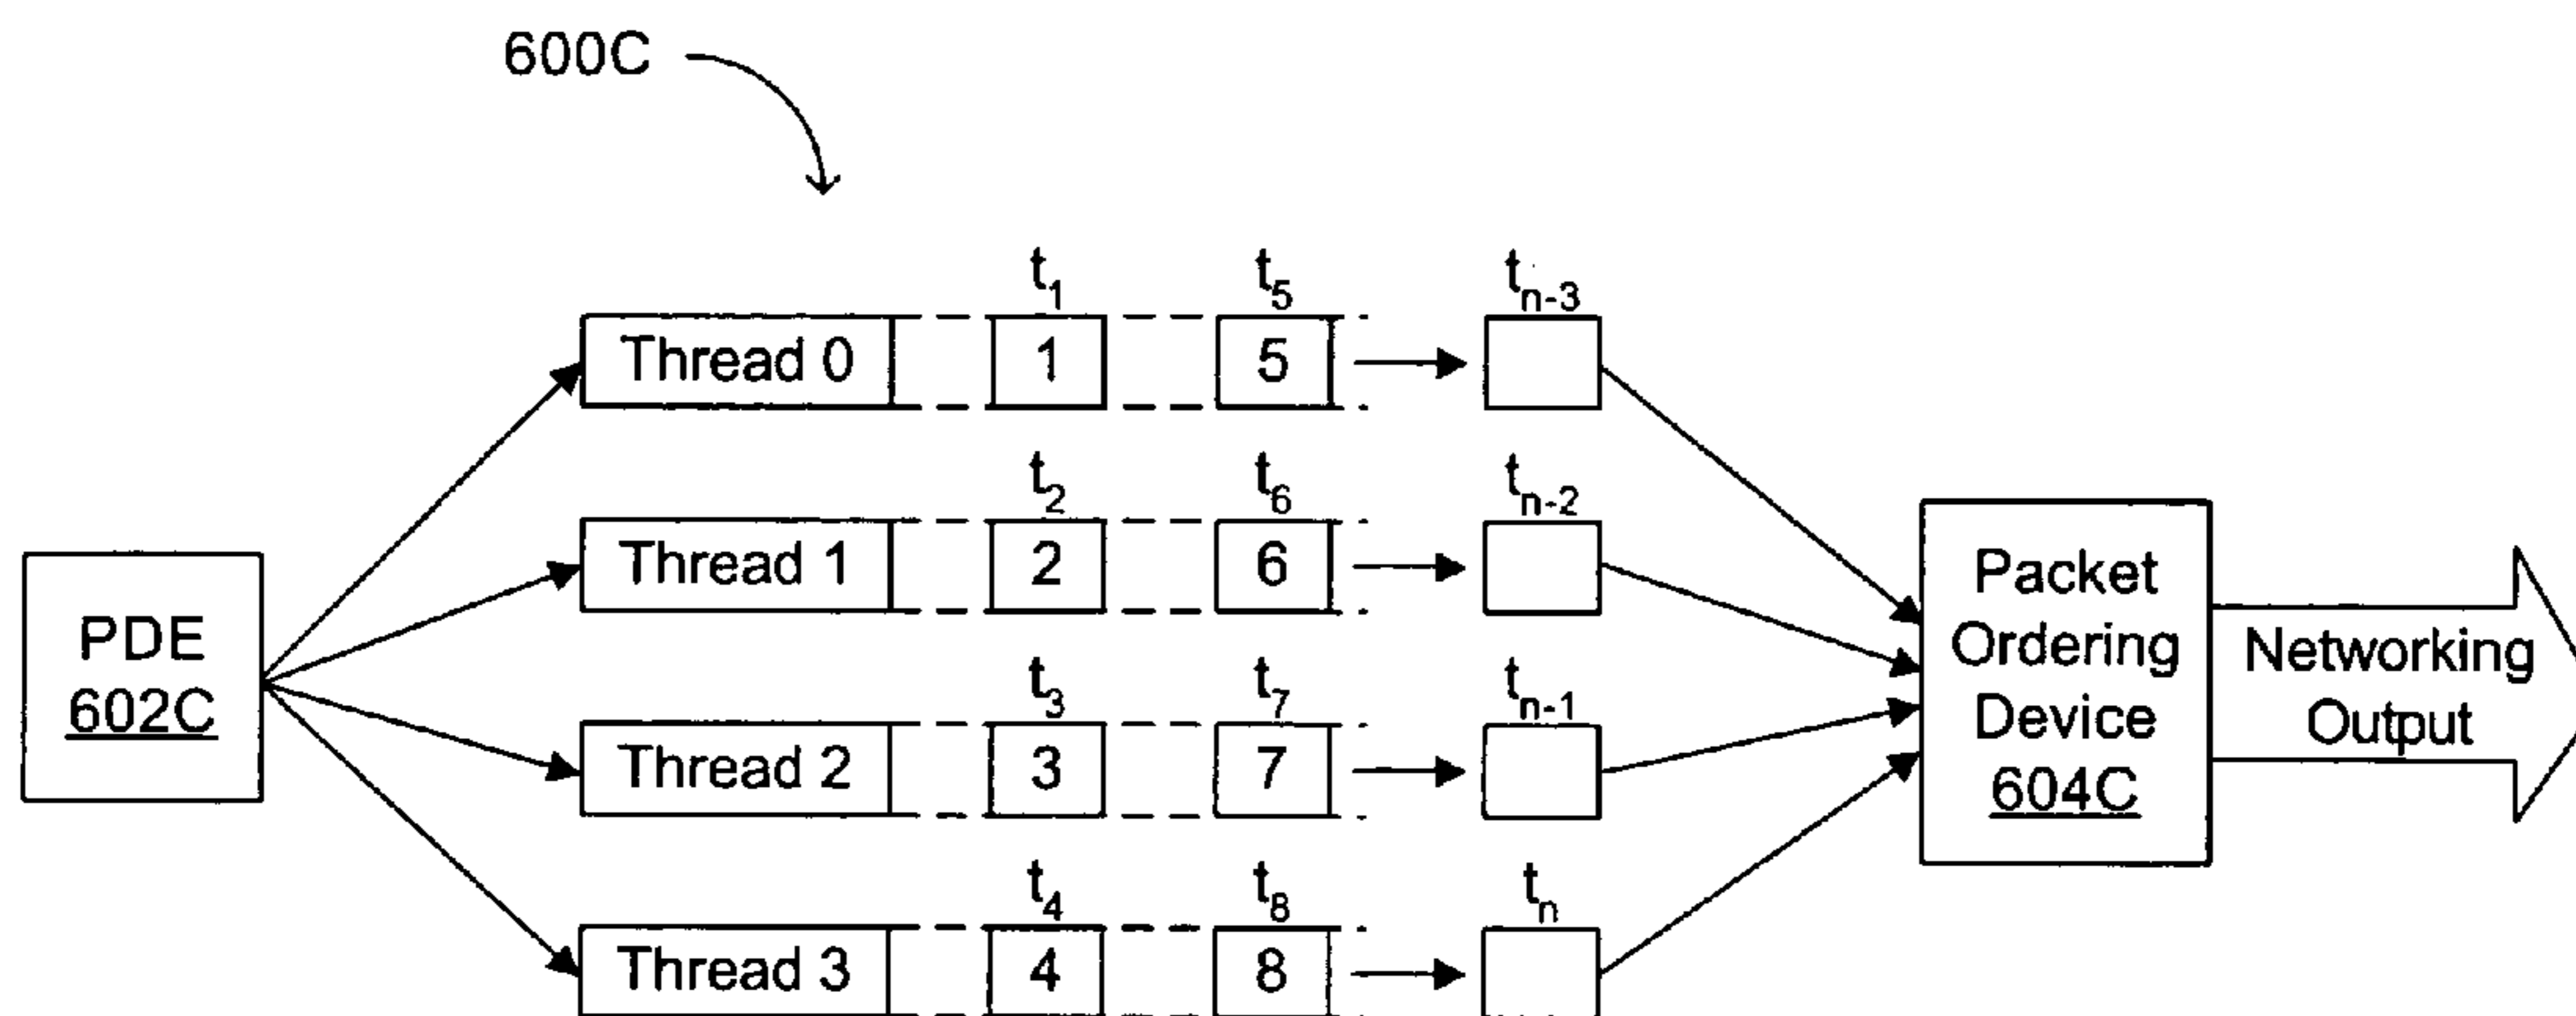 600C
t1 t5 tn-3
Thread 0 1 5
t2 t6 tn-2
Thread 1 2 6
PDE
602C
t3 t7 tn-1
Thread 2 3 7
t4 t8 tn
Thread 3 4 8
Packet
Ordering
Device
604C
Networking
Output